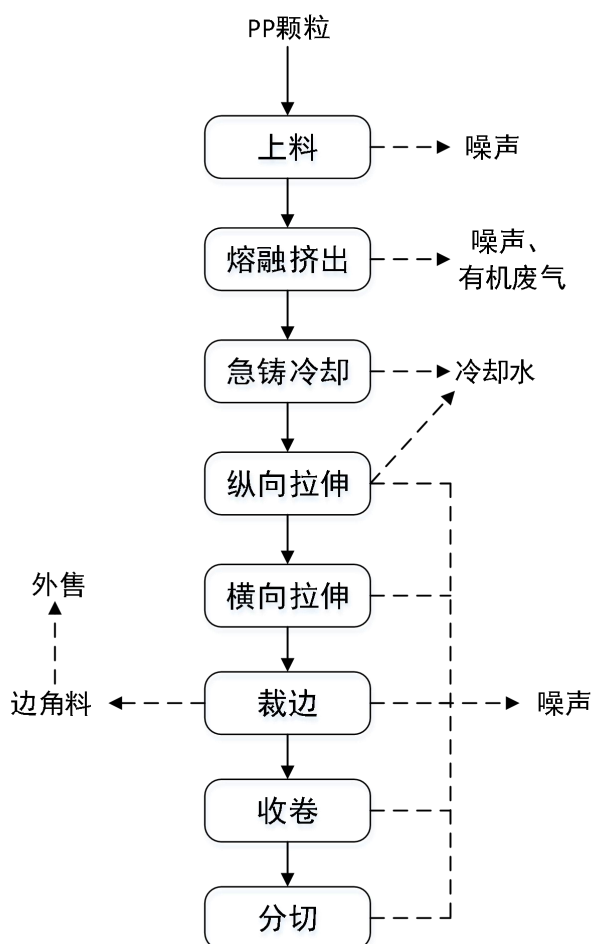 PP颗粒
上料
噪声
熔融挤出
噪声、
有机废气
急铸冷却
冷却水
纵向拉伸
横向拉伸
外售
边角料
裁边
噪声
收卷
分切